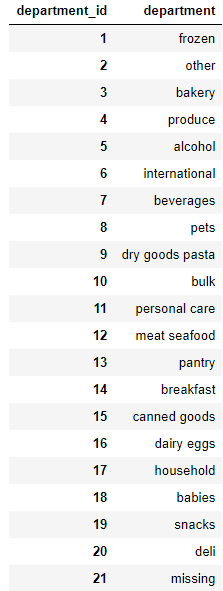 department_id department
1 frozen
2 other
3 bakery
4 produce
5 alcohol
6 international
7 beverages
8 pets
9 dry goods pasta
10 bulk
11 personal care
12 meat seafood
13 pantry
14 breakfast
15 canned goods
16 dairy eggs
17 household
18 babies
19 snacks
20 deli
21 missing